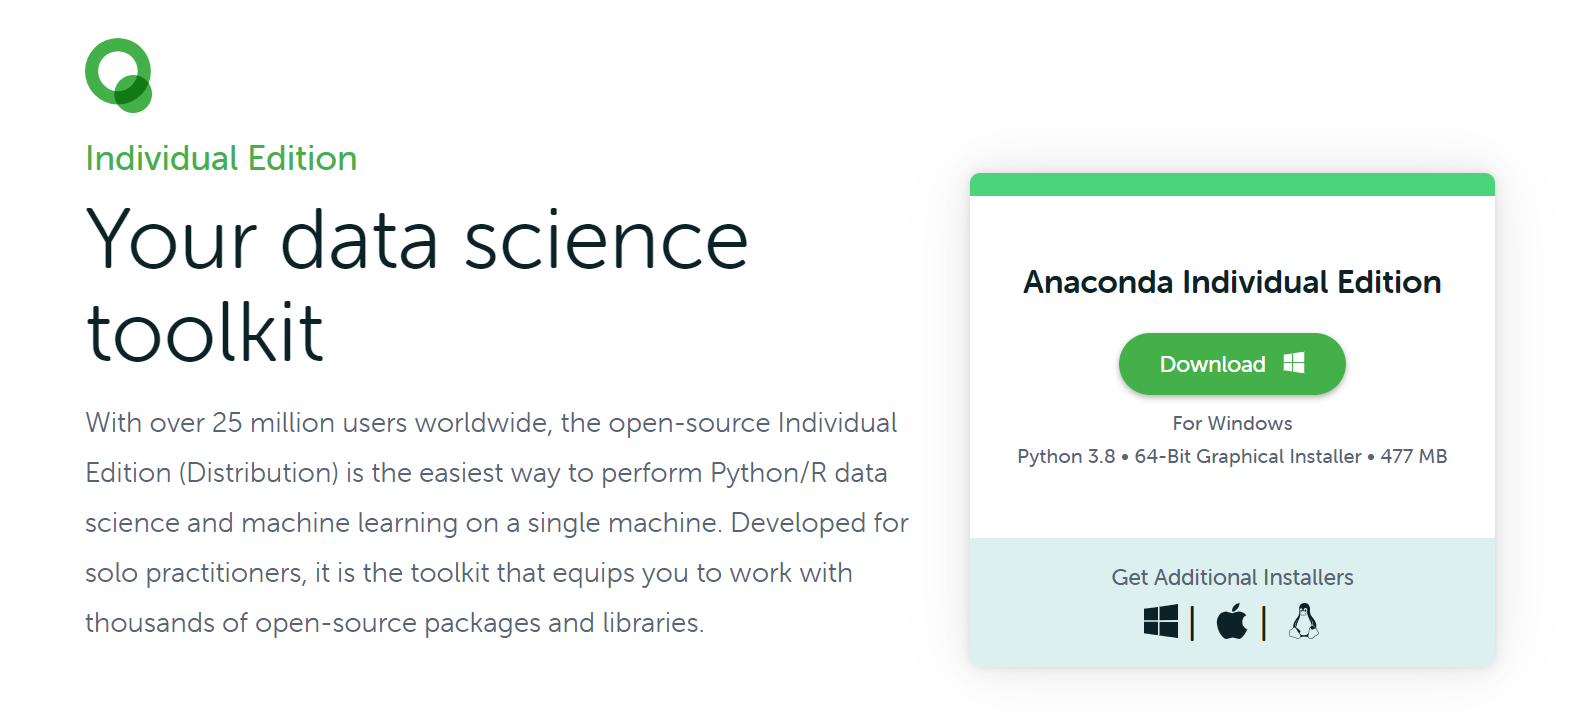 Individual Edition
Your data science
toolkit
With over 25 million users worldwide, the open-source Individual
Edition (Distribution) is the easiest way to perform Python/R data
science and machine learning on a single machine. Developed for
solo practitioners, it is the toolkit that equips you to work with
thousands of open-source packages and libraries.
Anaconda Individual Edition
Download
For Windows
Python 3.8 • 64-Bit Graphical Installer • 477 MB
Get Additional Installers